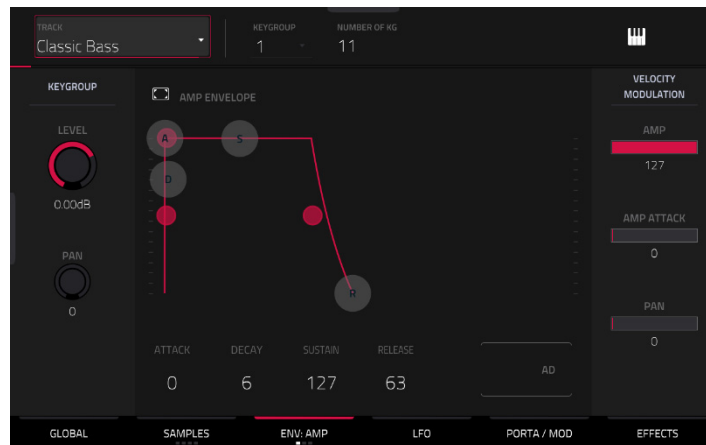 TRACK
Classic Bass
KEYGROUP
1
NUMBER OF KG
11
KEYGROUP
LEVEL
0.00dB
PAN
0
AMP ENVELOPE
A
S
D
R
ATTACK
0
DECAY
6
SUSTAIN
127
RELEASE
63
AD
VELOCITY
MODULATION
AMP
127
AMP ATTACK
0
PAN
0
GLOBAL
SAMPLES
ENV: AMP
LFO
PORTA / MOD
EFFECTS